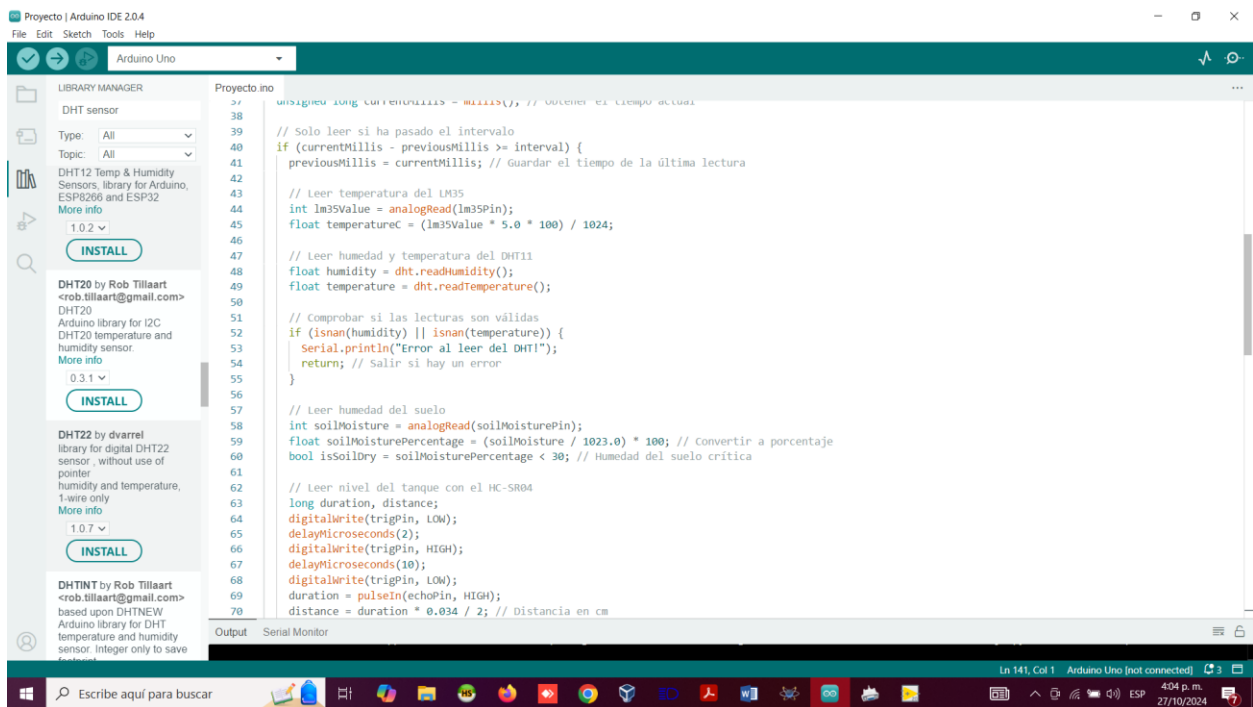 Proyecto | Arduino IDE 2.0.4
File Edit Sketch Tools Help
Arduino Uno
LIBRARY MANAGER
DHT sensor
Type: All
Topic: All
DHT12 Temp & Humidity
Sensors, library for Arduino,
ESP8266 and ESP32
More info
1.0.2
INSTALL
DHT20 by Rob Tillaart
<rob.tillaart@gmail.com>
DHT20
Arduino library for I2C
DHT20 temperature and
humidity sensor.
More info
0.3.1
INSTALL
DHT22 by dvarrel
library for digital DHT22
sensor , without use of
pointer
humidity and temperature,
1-wire only
More info
1.0.7
INSTALL
DHTINT by Rob Tillaart
<rob.tillaart@gmail.com>
based upon DHTNEW
Arduino library for DHT
temperature and humidity
sensor. Integer only to save
footprint
Proyecto.ino
37 unsigned long currentMillis = millis(); // Obtener el tiempo actual
38
39 // Solo leer si ha pasado el intervalo
40 if (currentMillis - previousMillis >= interval) {
41 previousMillis = currentMillis; // Guardar el tiempo de la última lectura
42
43 // Leer temperatura del LM35
44 int lm35Value = analogRead(lm35Pin);
45 float temperatureC = (lm35Value * 5.0 * 100) / 1024;
46
47 // Leer humedad y temperatura del DHT11
48 float humidity = dht.readHumidity();
49 float temperature = dht.readTemperature();
50
51 // Comprobar si las lecturas son válidas
52 if (isnan(humidity) || isnan(temperature)) {
53 Serial.println("Error al leer del DHT!");
54 return; // Salir si hay un error
55 }
56
57 // Leer humedad del suelo
58 int soilMoisture = analogRead(soilMoisturePin);
59 float soilMoisturePercentage = (soilMoisture / 1023.0) * 100; // Convertir a porcentaje
60 bool isSoilDry = soilMoisturePercentage < 30; // Humedad del suelo crítica
61
62 // Leer nivel del tanque con el HC-SR04
63 long duration, distance;
64 digitalWrite(trigPin, LOW);
65 delayMicroseconds(2);
66 digitalWrite(trigPin, HIGH);
67 delayMicroseconds(10);
68 digitalWrite(trigPin, LOW);
69 duration = pulseIn(echoPin, HIGH);
70 distance = duration * 0.034 / 2; // Distancia en cm
Output Serial Monitor
Ln 141, Col 1 Arduino Uno [not connected] 3
Escribe aquí para buscar
HS
ESP
4:04 p. m.
27/10/2024
7